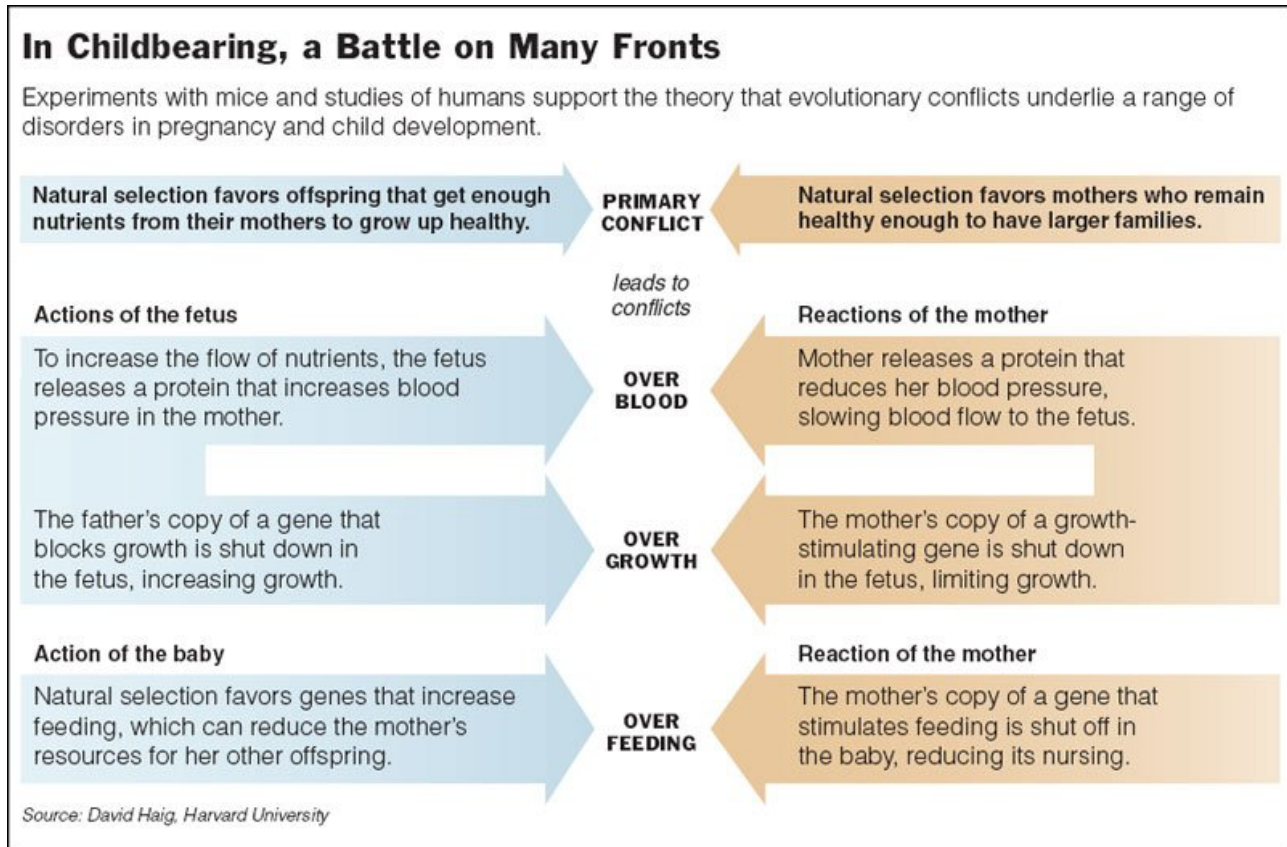 In Childbearing, a Battle on Many Fronts
Experiments with mice and studies of humans support the theory that evolutionary conflicts underlie a range of
disorders in pregnancy and child development.
Natural selection favors offspring that get enough
nutrients from their mothers to grow up healthy.
PRIMARY
CONFLICT
Natural selection favors mothers who remain
healthy enough to have larger families.
leads to
conflicts
Actions of the fetus
To increase the flow of nutrients, the fetus
releases a protein that increases blood
pressure in the mother.
OVER
BLOOD
Reactions of the mother
Mother releases a protein that
reduces her blood pressure,
slowing blood flow to the fetus.
The father's copy of a gene that
blocks growth is shut down in
the fetus, increasing growth.
OVER
GROWTH
The mother's copy of a growth-
stimulating gene is shut down
in the fetus, limiting growth.
Action of the baby
Natural selection favors genes that increase
feeding, which can reduce the mother's
resources for her other offspring.
OVER
FEEDING
Reaction of the mother
The mother's copy of a gene that
stimulates feeding is shut off in
the baby, reducing its nursing.
Source: David Haig, Harvard University